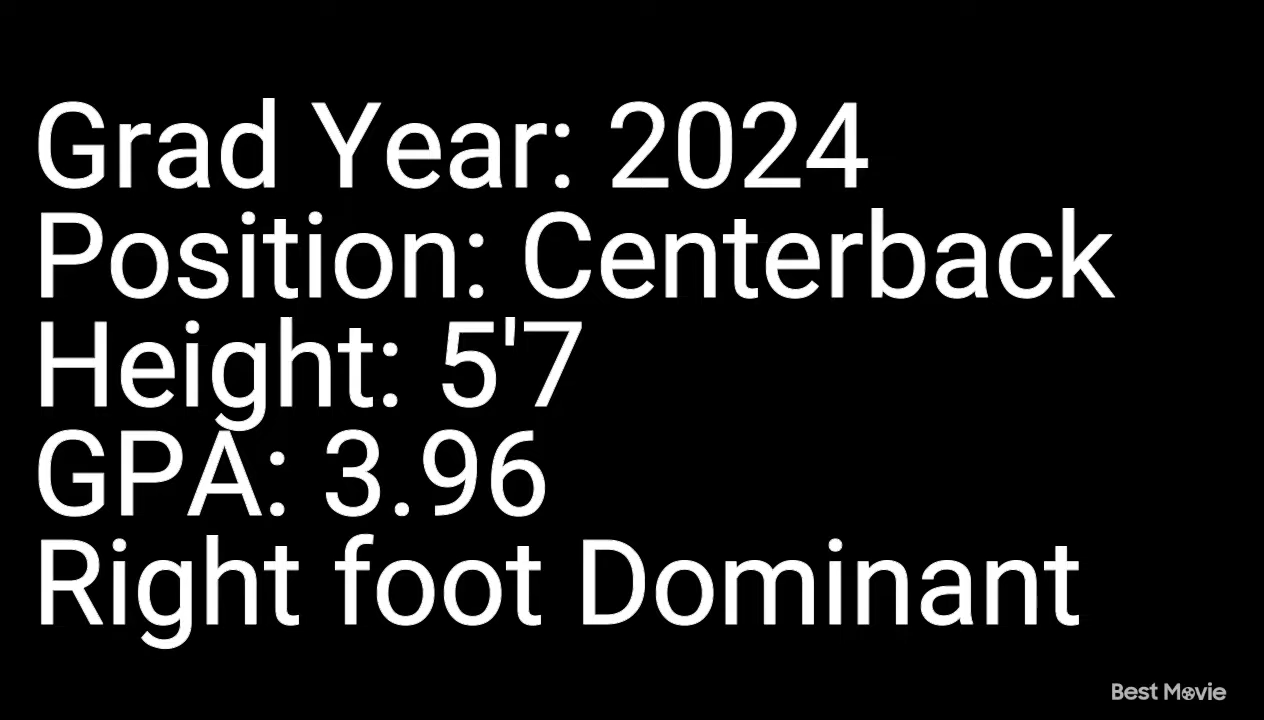 Grad Year: 2024
Position: Centerback
Height: 5'7
GPA: 3.96
Right foot Dominant
Best Movie